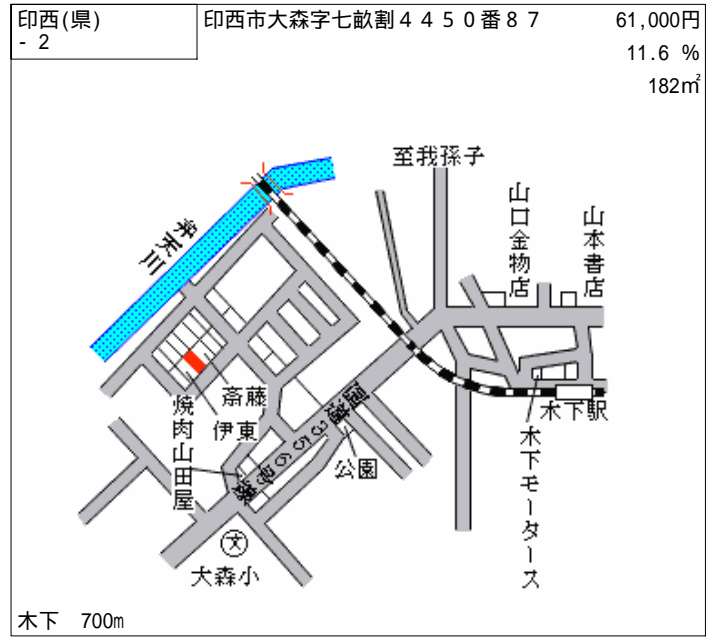 印西(県)
- 2
印西市大森字七畝割4450番87
61,000円
11.6 %
182㎡
至我孫子
山口金物店
山本書店
弁天川
斎藤
伊東
焼肉山田屋
国道356号線
公園
木下駅
木下モータース
文
大森小
木下 700m